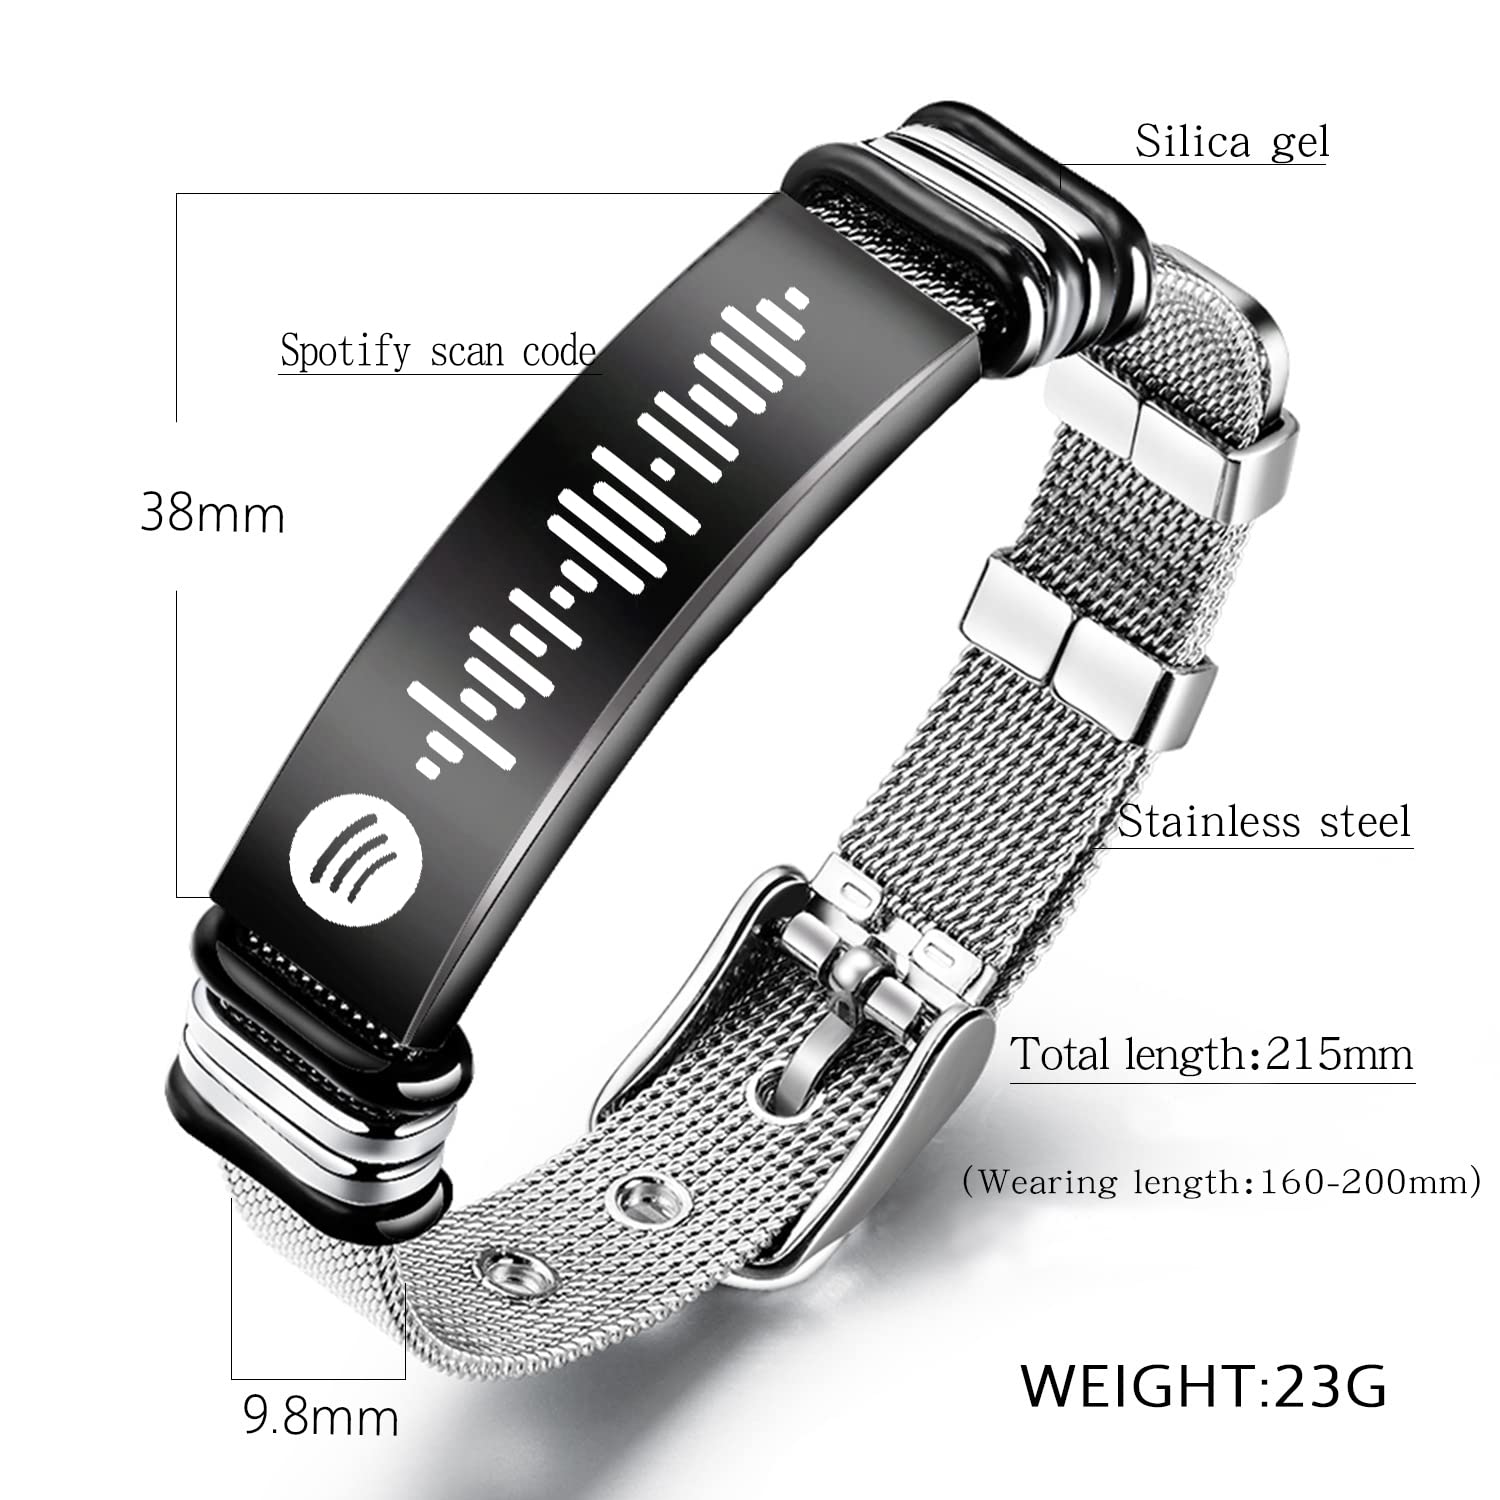 Silica gel
Spotify scan code
38mm
Stainless steel
Total length:215mm
(Wearing length:160-200mm)
WEIGHT:23G
9.8mm